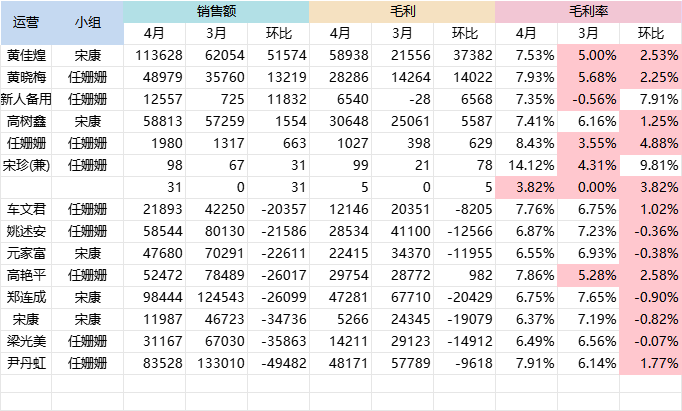 运营 小组 销售额 毛利 毛利率
4月 3月 环比 4月 3月 环比 4月 3月 环比
黄佳煌 宋康 113628 62054 51574 58938 21556 37382 7.53% 5.00% 2.53%
黄晓梅 任姗姗 48979 35760 13219 28286 14264 14022 7.93% 5.68% 2.25%
新人备用 任姗姗 12557 725 11832 6540 -28 6568 7.35% -0.56% 7.91%
高树鑫 宋康 58813 57259 1554 30648 25061 5587 7.41% 6.16% 1.25%
任姗姗 任姗姗 1980 1317 663 1027 398 629 8.43% 3.55% 4.88%
宋珍(兼) 任姗姗 98 67 31 99 21 78 14.12% 4.31% 9.81%
31 0 31 5 0 5 3.82% 0.00% 3.82%
车文君 任姗姗 21893 42250 -20357 12146 20351 -8205 7.76% 6.75% 1.02%
姚述安 任姗姗 58544 80130 -21586 28534 41100 -12566 6.87% 7.23% -0.36%
元家富 宋康 47680 70291 -22611 22415 34370 -11955 6.55% 6.93% -0.38%
高艳平 任姗姗 52472 78489 -26017 29754 28772 982 7.86% 5.28% 2.58%
郑连成 宋康 98444 124543 -26099 47281 67710 -20429 6.75% 7.65% -0.90%
宋康 宋康 11987 46723 -34736 5266 24345 -19079 6.37% 7.19% -0.82%
梁光美 任姗姗 31167 67030 -35863 14211 29123 -14912 6.49% 6.56% -0.07%
尹丹虹 任姗姗 83528 133010 -49482 48171 57789 -9618 7.91% 6.14% 1.77%